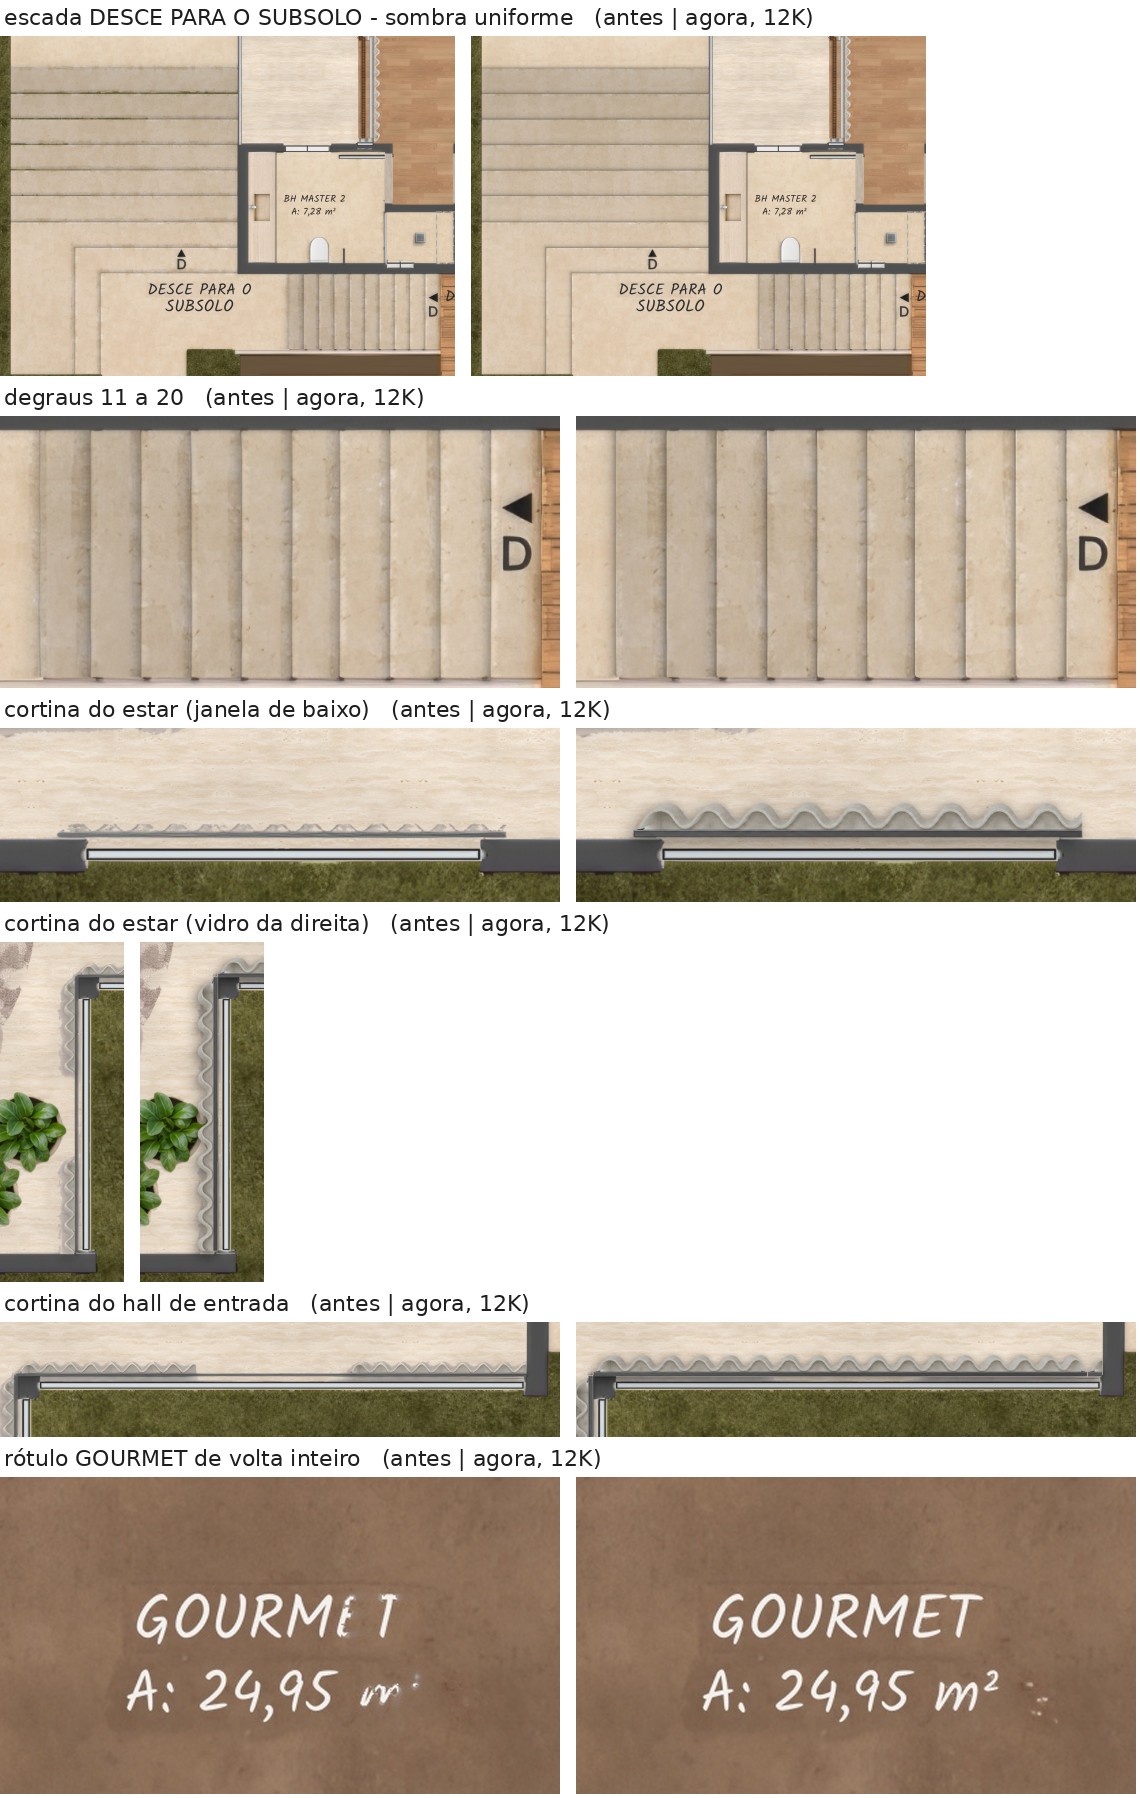 escada DESCE PARA O SUBSOLO - sombra uniforme (antes | agora, 12K)
BH MASTER 2
A: 7,28 m²
D
DESCE PARA O
SUBSOLO
D
D
BH MASTER 2
A: 7,28 m²
D
DESCE PARA O
SUBSOLO
D
D
degraus 11 a 20 (antes | agora, 12K)
D
D
cortina do estar (janela de baixo) (antes | agora, 12K)
cortina do estar (vidro da direita) (antes | agora, 12K)
cortina do hall de entrada (antes | agora, 12K)
rótulo GOURMET de volta inteiro (antes | agora, 12K)
GOURMET
A: 24,95 m
GOURMET
A: 24,95 m²